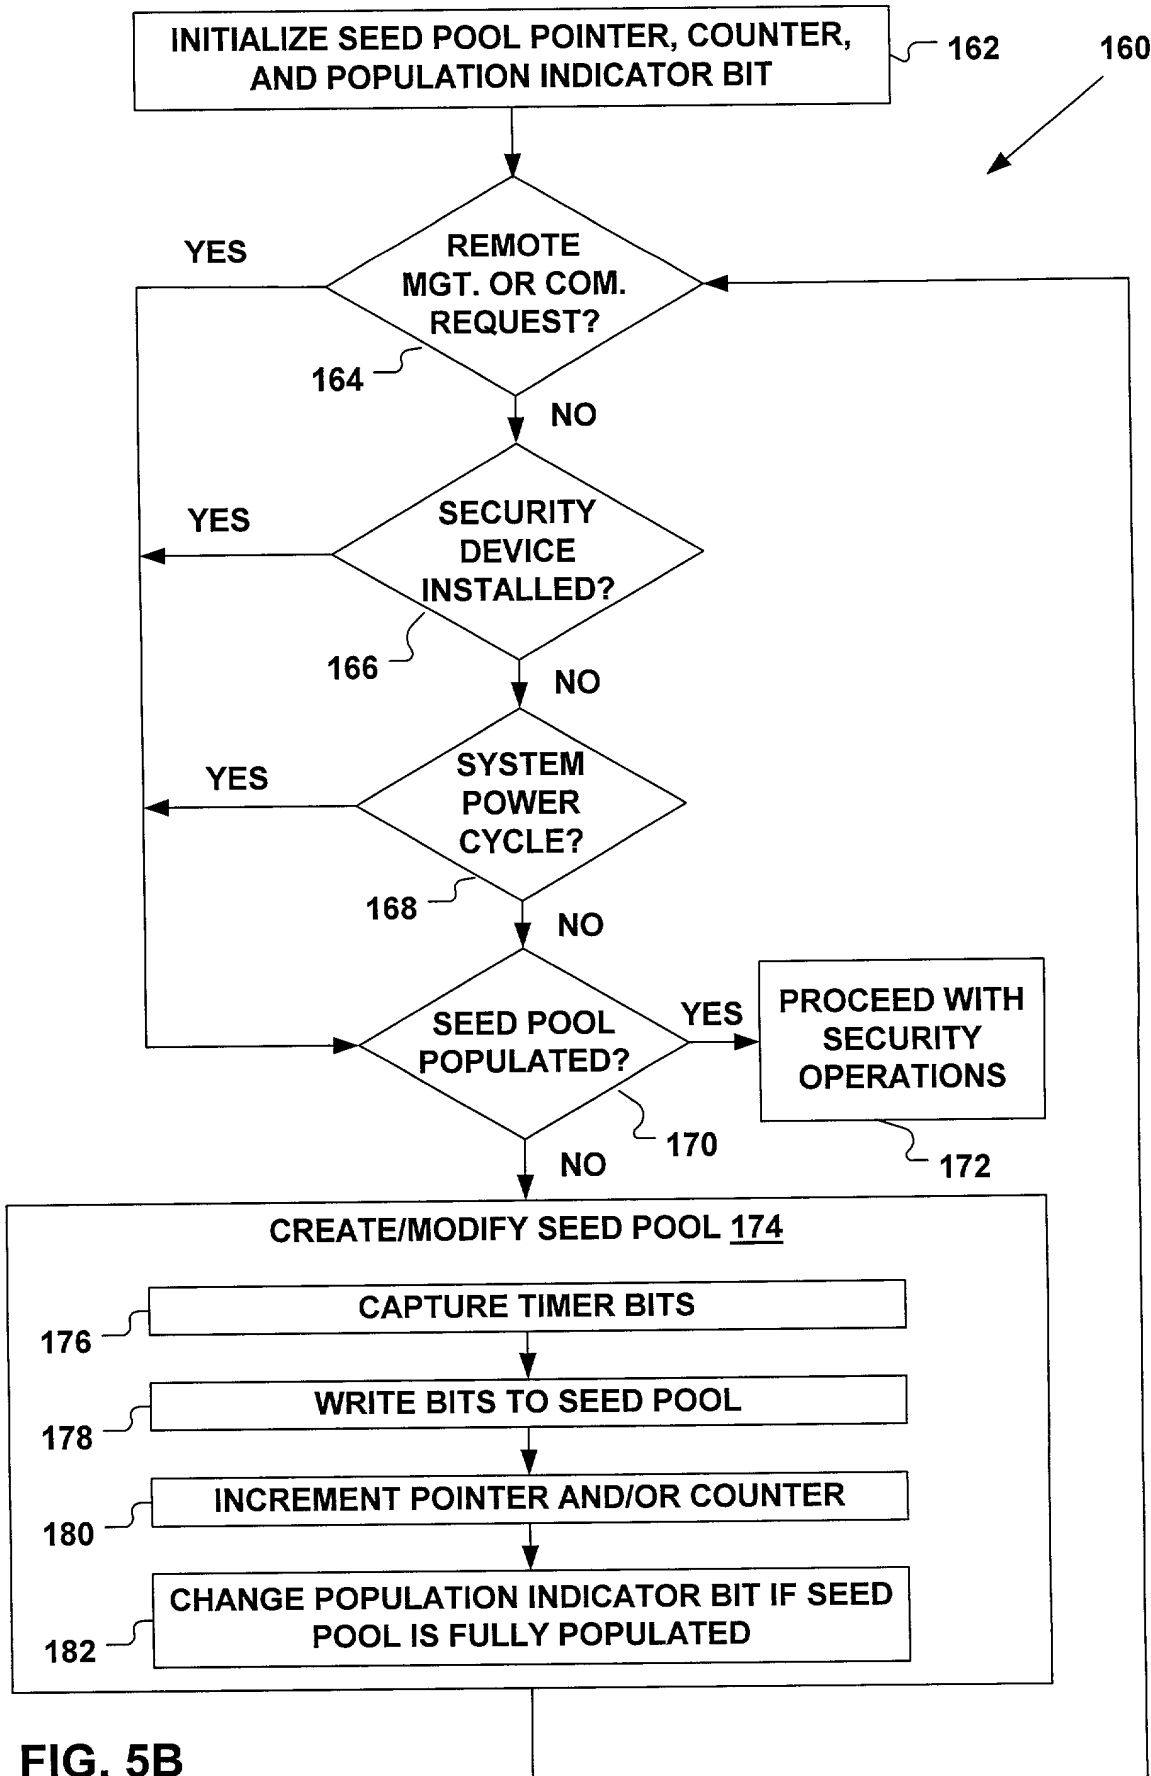 INITIALIZE SEED POOL POINTER, COUNTER,
AND POPULATION INDICATOR BIT
162
160
YES
REMOTE
MGT. OR COM.
REQUEST?
164
NO
YES
SECURITY
DEVICE
INSTALLED?
166
NO
YES
SYSTEM
POWER
CYCLE?
168
NO
SEED POOL
POPULATED?
YES
PROCEED WITH
SECURITY
OPERATIONS
170
172
NO
CREATE/MODIFY SEED POOL 174
CAPTURE TIMER BITS
176
WRITE BITS TO SEED POOL
178
INCREMENT POINTER AND/OR COUNTER
180
CHANGE POPULATION INDICATOR BIT IF SEED
POOL IS FULLY POPULATED
182
FIG. 5B